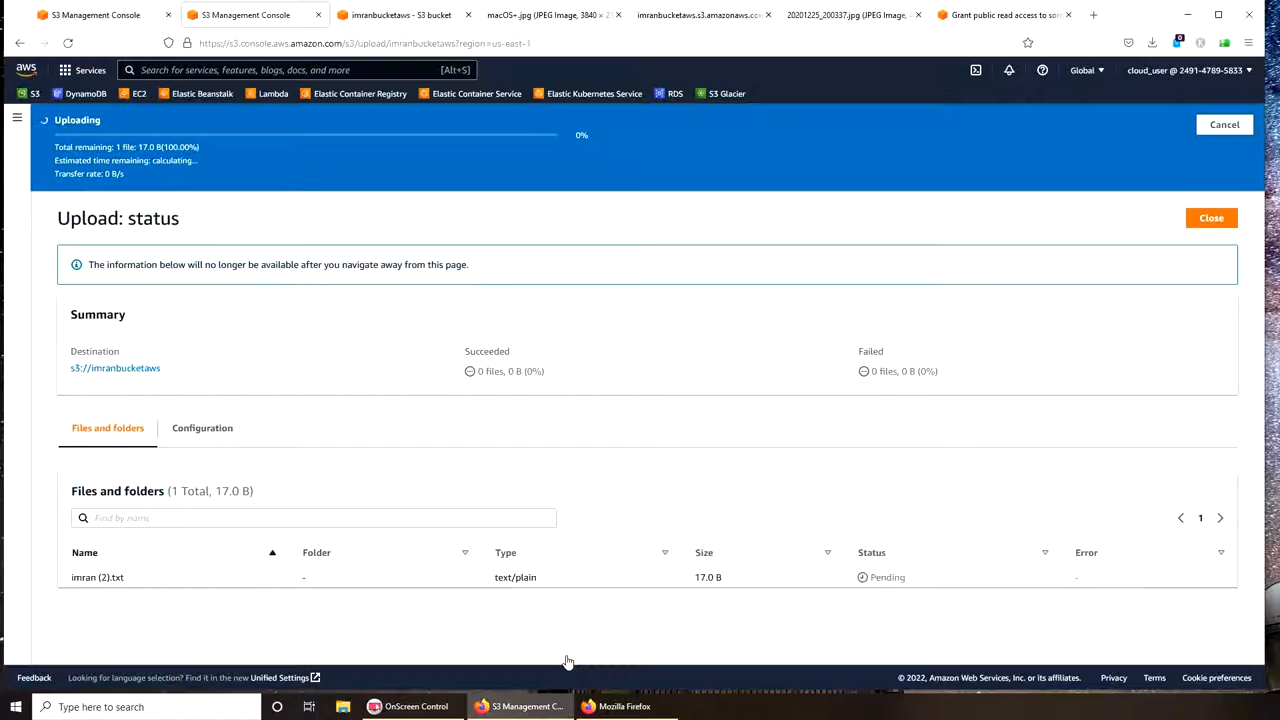 S3 Management Console
S3 Management Console
imranbucketaws - S3 bucket
macOS+.jpg (JPEG Image, 3840 × 2
imranbucketaws.s3.amazonaws.co
20201225_200337.jpg (JPEG Image, 4
Grant public read access to som
https://s3.console.aws.amazon.com/s3/upload/imranbucketaws?region=us-east-1
aws
Services
Search for services, features, blogs, docs, and more
[Alt+S]
Global
cloud_user @ 2491-4789-5833
S3
DynamoDB
EC2
Elastic Beanstalk
Lambda
Elastic Container Registry
Elastic Container Service
Elastic Kubernetes Service
RDS
S3 Glacier
Uploading
0%
Cancel
Total remaining: 1 file: 17.0 B(100.00%)
Estimated time remaining: calculating...
Transfer rate: 0 B/s
Upload: status
Close
The information below will no longer be available after you navigate away from this page.
Summary
Destination
Succeeded
Failed
s3://imranbucketaws
0 files, 0 B (0%)
0 files, 0 B (0%)
Files and folders
Configuration
Files and folders (1 Total, 17.0 B)
Find by name
1
Name
Folder
Type
Size
Status
Error
imran (2).txt
-
text/plain
17.0 B
Pending
-
Feedback
Looking for language selection? Find it in the new Unified Settings
© 2022, Amazon Web Services, Inc. or its affiliates.
Privacy
Terms
Cookie preferences
Type here to search
OnScreen Control
S3 Management C...
Mozilla Firefox